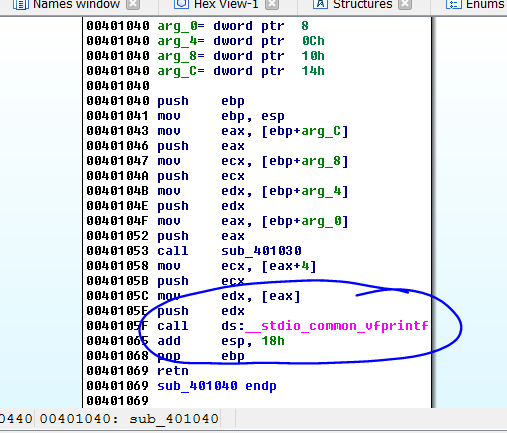 Names window Hex View-1 Structures Enums
00401040 arg_0= dword ptr 8
00401040 arg_4= dword ptr 0Ch
00401040 arg_8= dword ptr 10h
00401040 arg_C= dword ptr 14h
00401040
00401040 push ebp
00401041 mov ebp, esp
00401043 mov eax, [ebp+arg_C]
00401046 push eax
00401047 mov ecx, [ebp+arg_8]
0040104A push ecx
0040104B mov edx, [ebp+arg_4]
0040104E push edx
0040104F mov eax, [ebp+arg_0]
00401052 push eax
00401053 call sub_401030
00401058 mov ecx, [eax+4]
0040105B push ecx
0040105C mov edx, [eax]
0040105E push edx
0040105F call ds:__stdio_common_vfprintf
00401065 add esp, 18h
00401068 pop ebp
00401069 retn
00401069 sub_401040 endp
00401069
0440 00401040: sub_401040